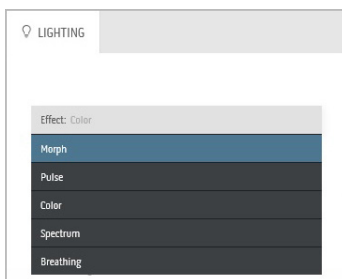 LIGHTING
Effect: Color
Morph
Pulse
Color
Spectrum
Breathing